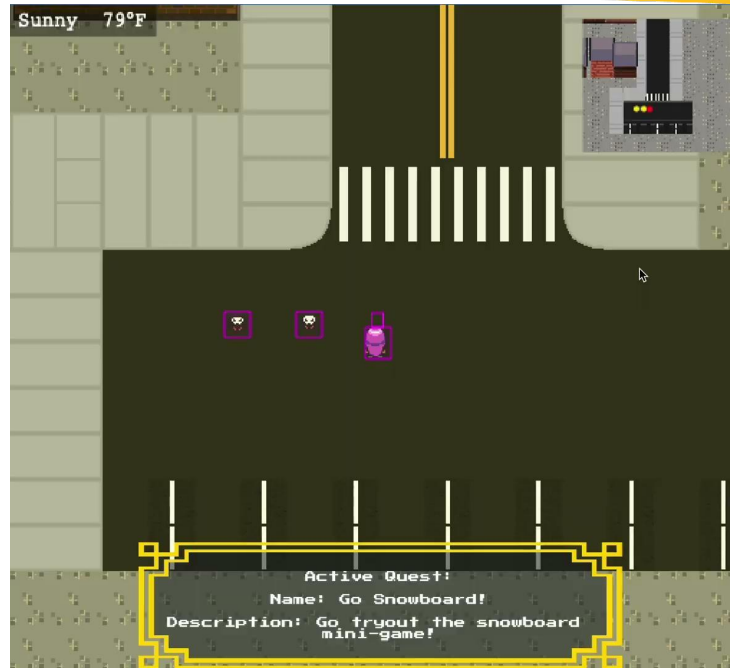 Sunny 79°F
Active Quest:
Name: Go Snowboard!
Description: Go tryout the snowboard
mini-game!